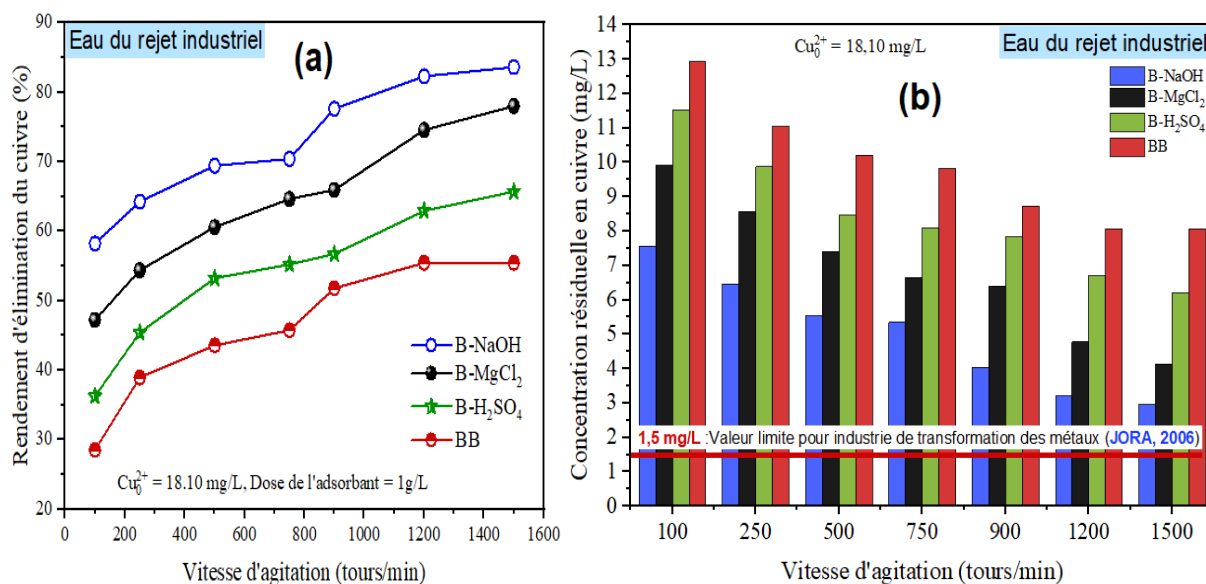 Eau du rejet industriel
(a)
Rendement d'élimination du cuivre (%)
90
80
70
60
50
40
30
20
B-NaOH
B-MgCl₂
B-H₂SO₄
BB
Cu₀²⁺ = 18.10 mg/L, Dose de l'adsorbant = 1g/L
0 200 400 600 800 1000 1200 1400 1600
Vitesse d'agitation (tours/min)
Cu₀²⁺ = 18,10 mg/L
Eau du rejet industriel
(b)
B-NaOH
B-MgCl₂
B-H₂SO₄
BB
Concentration résiduelle en cuivre (mg/L)
14
13
12
11
10
9
8
7
6
5
4
3
2
1
0
1,5 mg/L :Valeur limite pour industrie de transformation des métaux (JORA, 2006)
100 250 500 750 900 1200 1500
Vitesse d'agitation (tours/min)